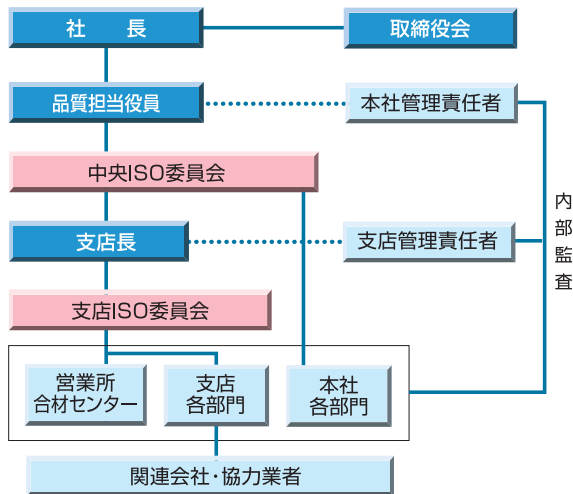 社　長
取締役会
品質担当役員
本社管理責任者
中央ISO委員会
支店長
支店管理責任者
内部監査
支店ISO委員会
営業所
合材センター
支店
各部門
本社
各部門
関連会社・協力業者